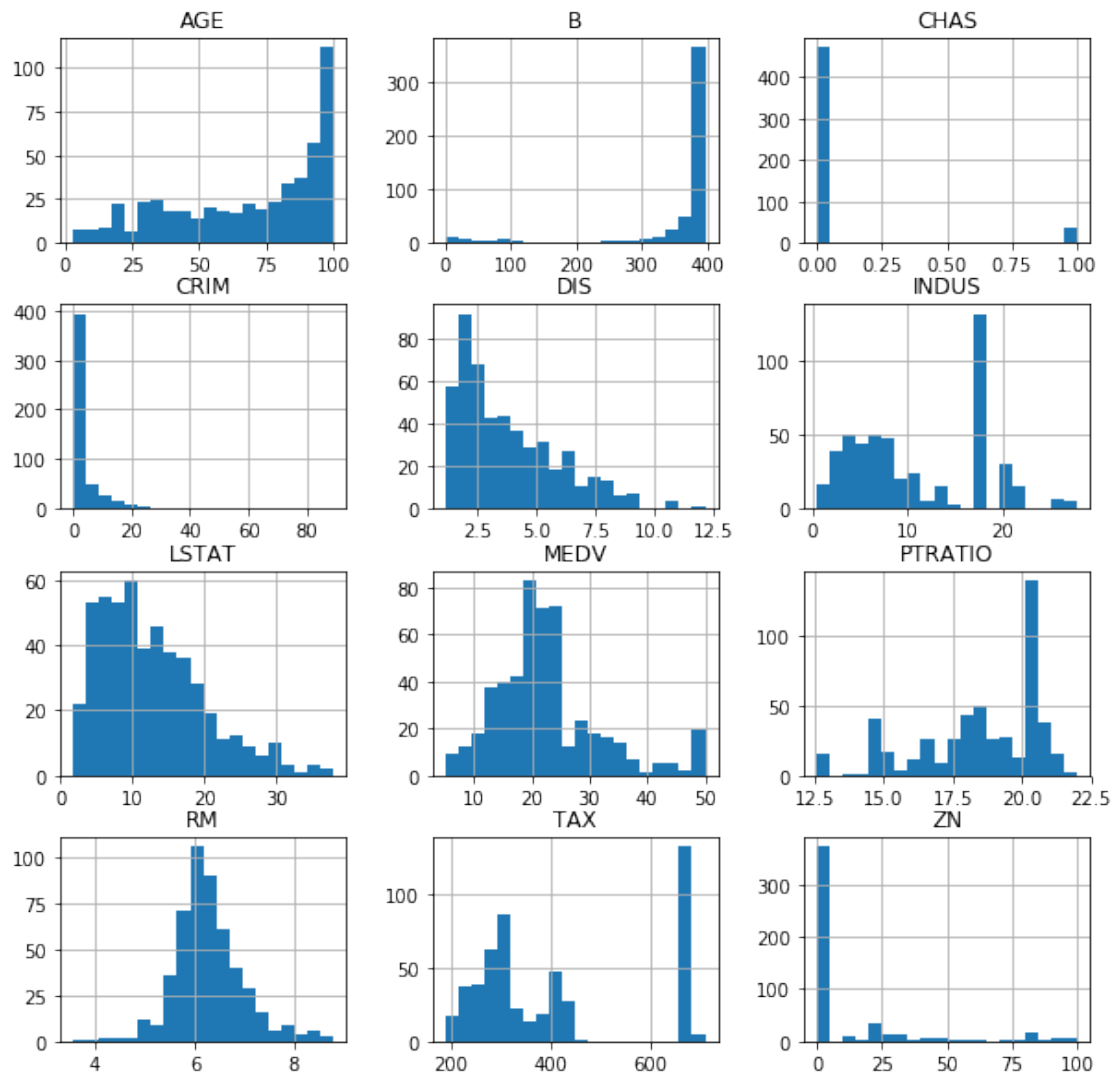 AGE
100
75
50
25
0
0 25 50 75 100
B
300
200
100
0
0 100 200 300 400
CHAS
400
300
200
100
0
0.00 0.25 0.50 0.75 1.00
CRIM
400
300
200
100
0
0 20 40 60 80
DIS
80
60
40
20
0
2.5 5.0 7.5 10.0 12.5
INDUS
100
50
0
0 10 20
LSTAT
60
40
20
0
0 10 20 30
MEDV
80
60
40
20
0
10 20 30 40 50
PTRATIO
100
50
0
12.5 15.0 17.5 20.0 22.5
RM
100
75
50
25
0
4 6 8
TAX
100
50
0
200 400 600
ZN
300
200
100
0
0 25 50 75 100